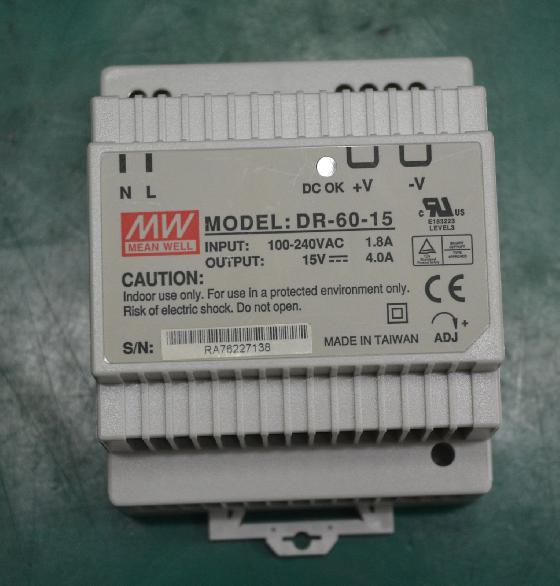 N L
DC OK +V -V
MW
MEAN WELL
MODEL: DR-60-15
INPUT: 100-240VAC 1.8A
OUTPUT: 15V 4.0A
c US
E183223
LEVEL3
CAUTION:
Indoor use only. For use in a protected environment only.
Risk of electric shock. Do not open.
CE
S/N:
RA76227138
MADE IN TAIWAN
+
ADJ